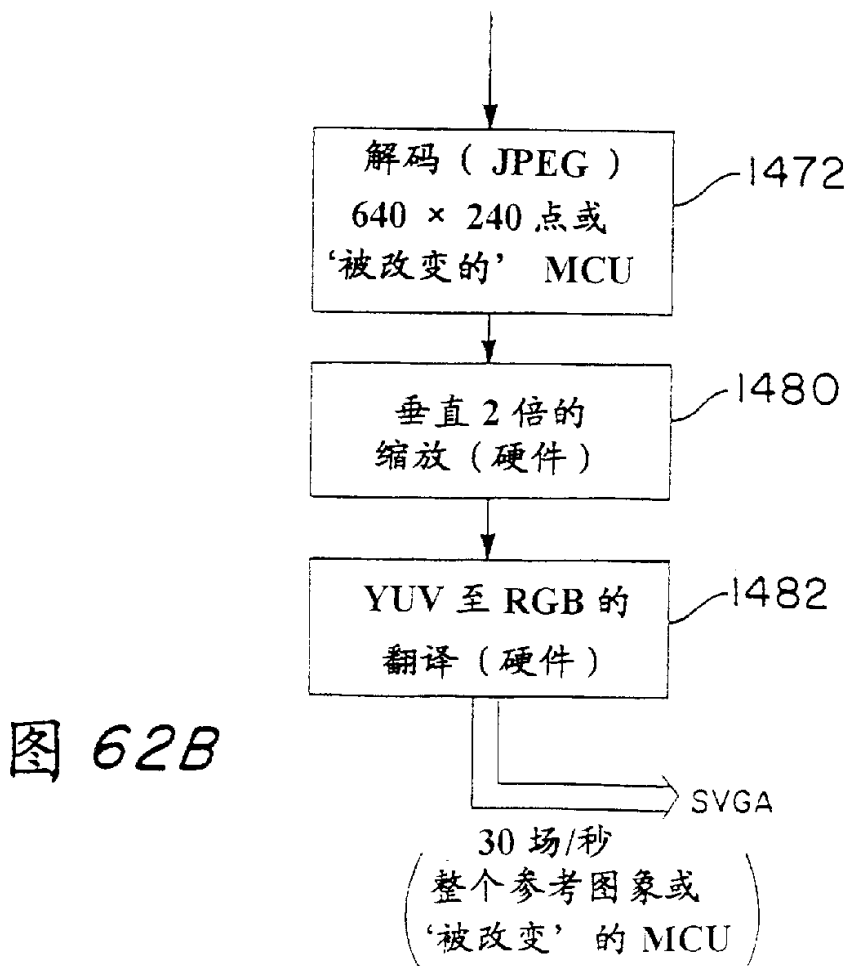 解码（JPEG）
640 × 240 点或
‘被改变的’ MCU
1472
垂直 2 倍的
缩放（硬件）
1480
YUV 至 RGB 的
翻译（硬件）
1482
图 62B
SVGA
30 场/秒
整个参考图象或
‘被改变’ 的 MCU